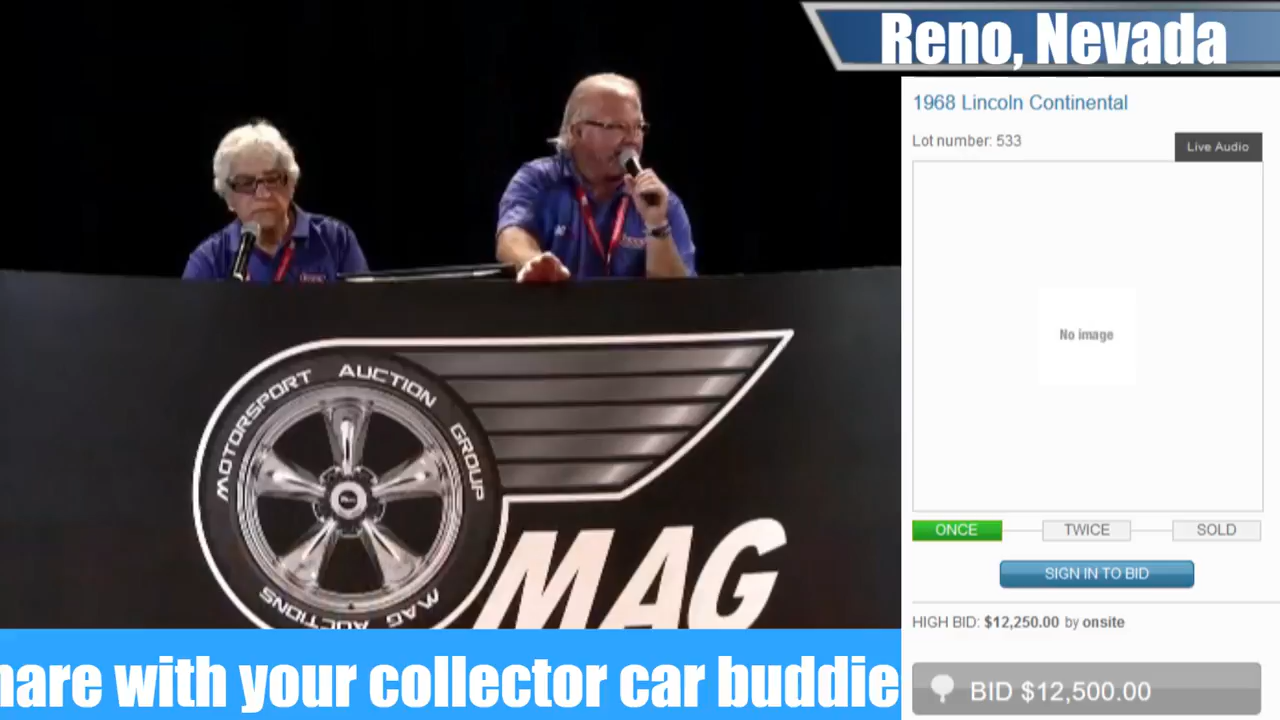 Reno, Nevada
1968 Lincoln Continental
Lot number: 533
Live Audio
No image
ONCE
TWICE
SOLD
SIGN IN TO BID
HIGH BID: $12,250.00 by onsite
BID $12,500.00
MOTORSPORT AUCTION GROUP
MAG AUCTIONS
MAG
hare with your collector car buddie